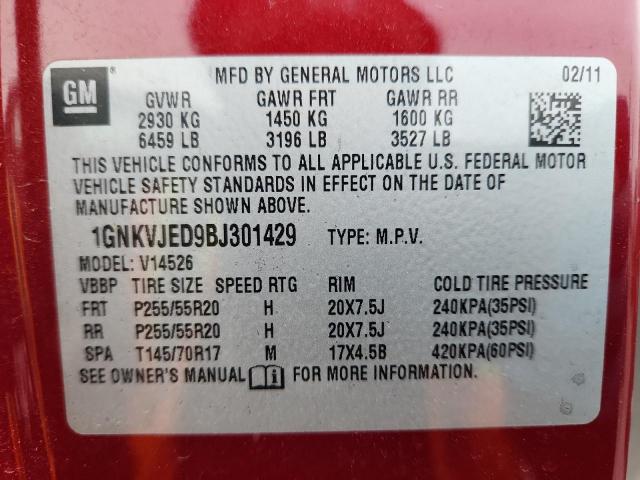 GM
®
MFD BY GENERAL MOTORS LLC 02/11
GVWR GAWR FRT GAWR RR
2930 KG 1450 KG 1600 KG
6459 LB 3196 LB 3527 LB
THIS VEHICLE CONFORMS TO ALL APPLICABLE U.S. FEDERAL MOTOR
VEHICLE SAFETY STANDARDS IN EFFECT ON THE DATE OF
MANUFACTURE SHOWN ABOVE.
1GNKVJED9BJ301429 TYPE: M.P.V.
MODEL: V14526
VBBP TIRE SIZE SPEED RTG RIM COLD TIRE PRESSURE
FRT P255/55R20 H 20X7.5J 240KPA(35PSI)
RR P255/55R20 H 20X7.5J 240KPA(35PSI)
SPA T145/70R17 M 17X4.5B 420KPA(60PSI)
SEE OWNER'S MANUAL i FOR MORE INFORMATION.